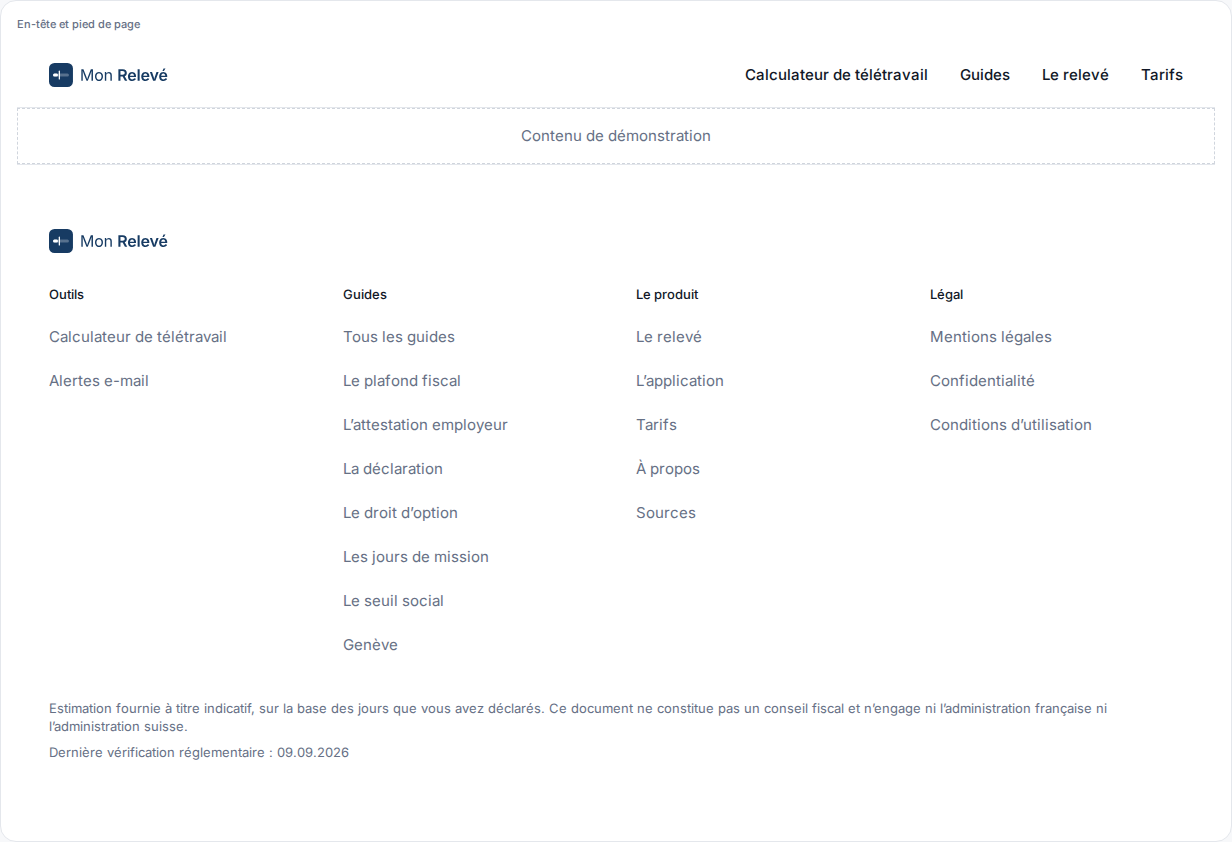 En-tête et pied de page
Mon Relevé
Calculateur de télétravail
Guides
Le relevé
Tarifs
Contenu de démonstration
Mon Relevé
Outils
Calculateur de télétravail
Alertes e-mail
Guides
Tous les guides
Le plafond fiscal
L’attestation employeur
La déclaration
Le droit d’option
Les jours de mission
Le seuil social
Genève
Le produit
Le relevé
L’application
Tarifs
À propos
Sources
Légal
Mentions légales
Confidentialité
Conditions d’utilisation
Estimation fournie à titre indicatif, sur la base des jours que vous avez déclarés. Ce document ne constitue pas un conseil fiscal et n’engage ni l’administration française ni
l’administration suisse.
Dernière vérification réglementaire : 09.09.2026